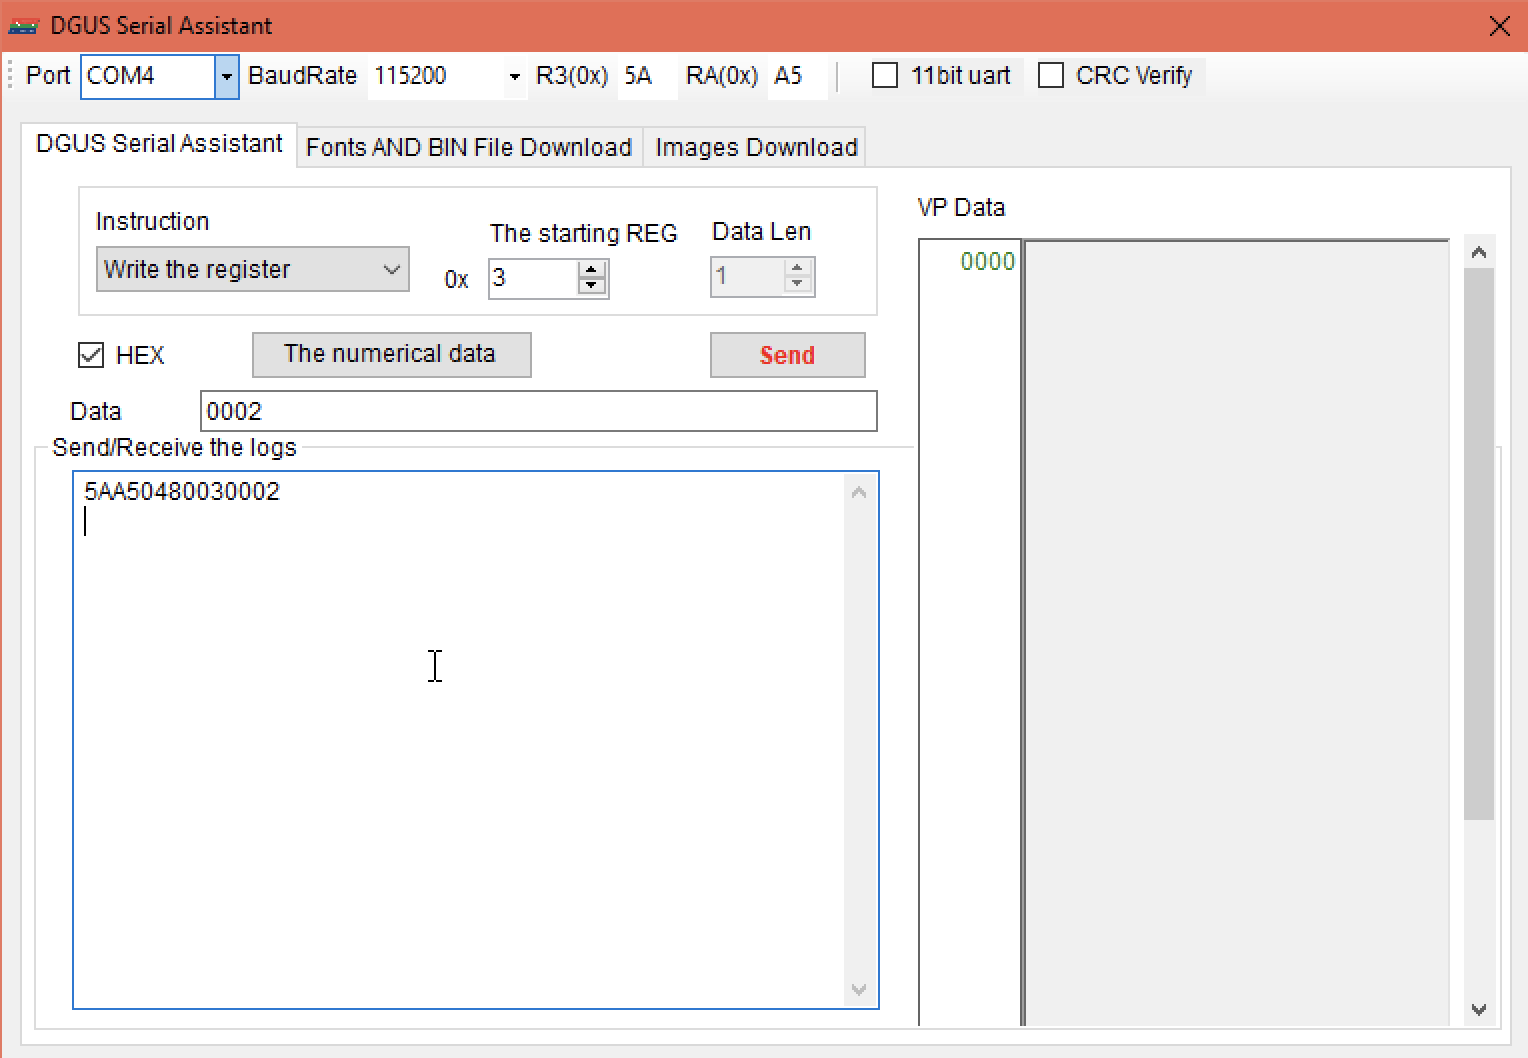 DGUS Serial Assistant
Port COM4 BaudRate 115200 R3(0x) 5A RA(0x) A5 11bit uart CRC Verify
DGUS Serial Assistant Fonts AND BIN File Download Images Download
Instruction
The starting REG Data Len
Write the register 0x 3 1
HEX The numerical data Send
Data 0002
Send/Receive the logs
5AA50480030002
VP Data
0000